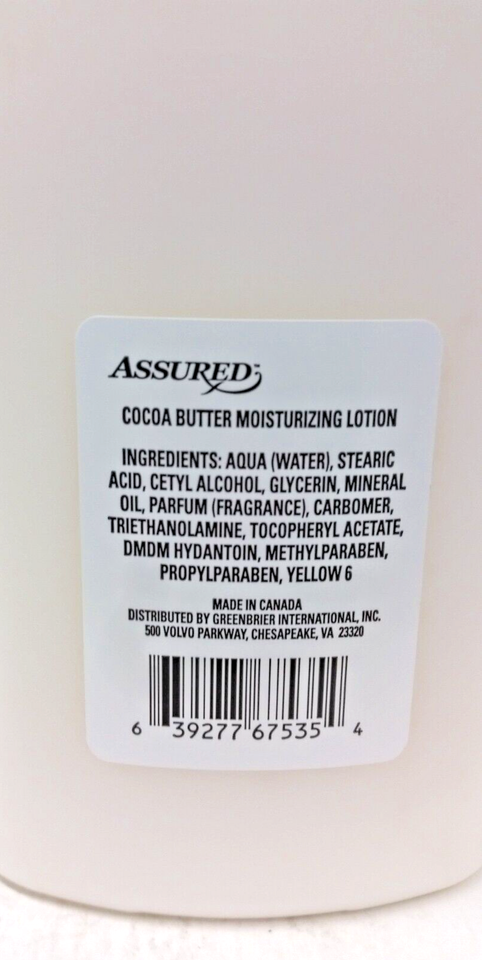 ASSURED™
COCOA BUTTER MOISTURIZING LOTION
INGREDIENTS: AQUA (WATER), STEARIC
ACID, CETYL ALCOHOL, GLYCERIN, MINERAL
OIL, PARFUM (FRAGRANCE), CARBOMER,
TRIETHANOLAMINE, TOCOPHERYL ACETATE,
DMDM HYDANTOIN, METHYLPARABEN,
PROPYLPARABEN, YELLOW 6
MADE IN CANADA
DISTRIBUTED BY GREENBRIER INTERNATIONAL, INC.
500 VOLVO PARKWAY, CHESAPEAKE, VA 23320
6 39277 67535 4